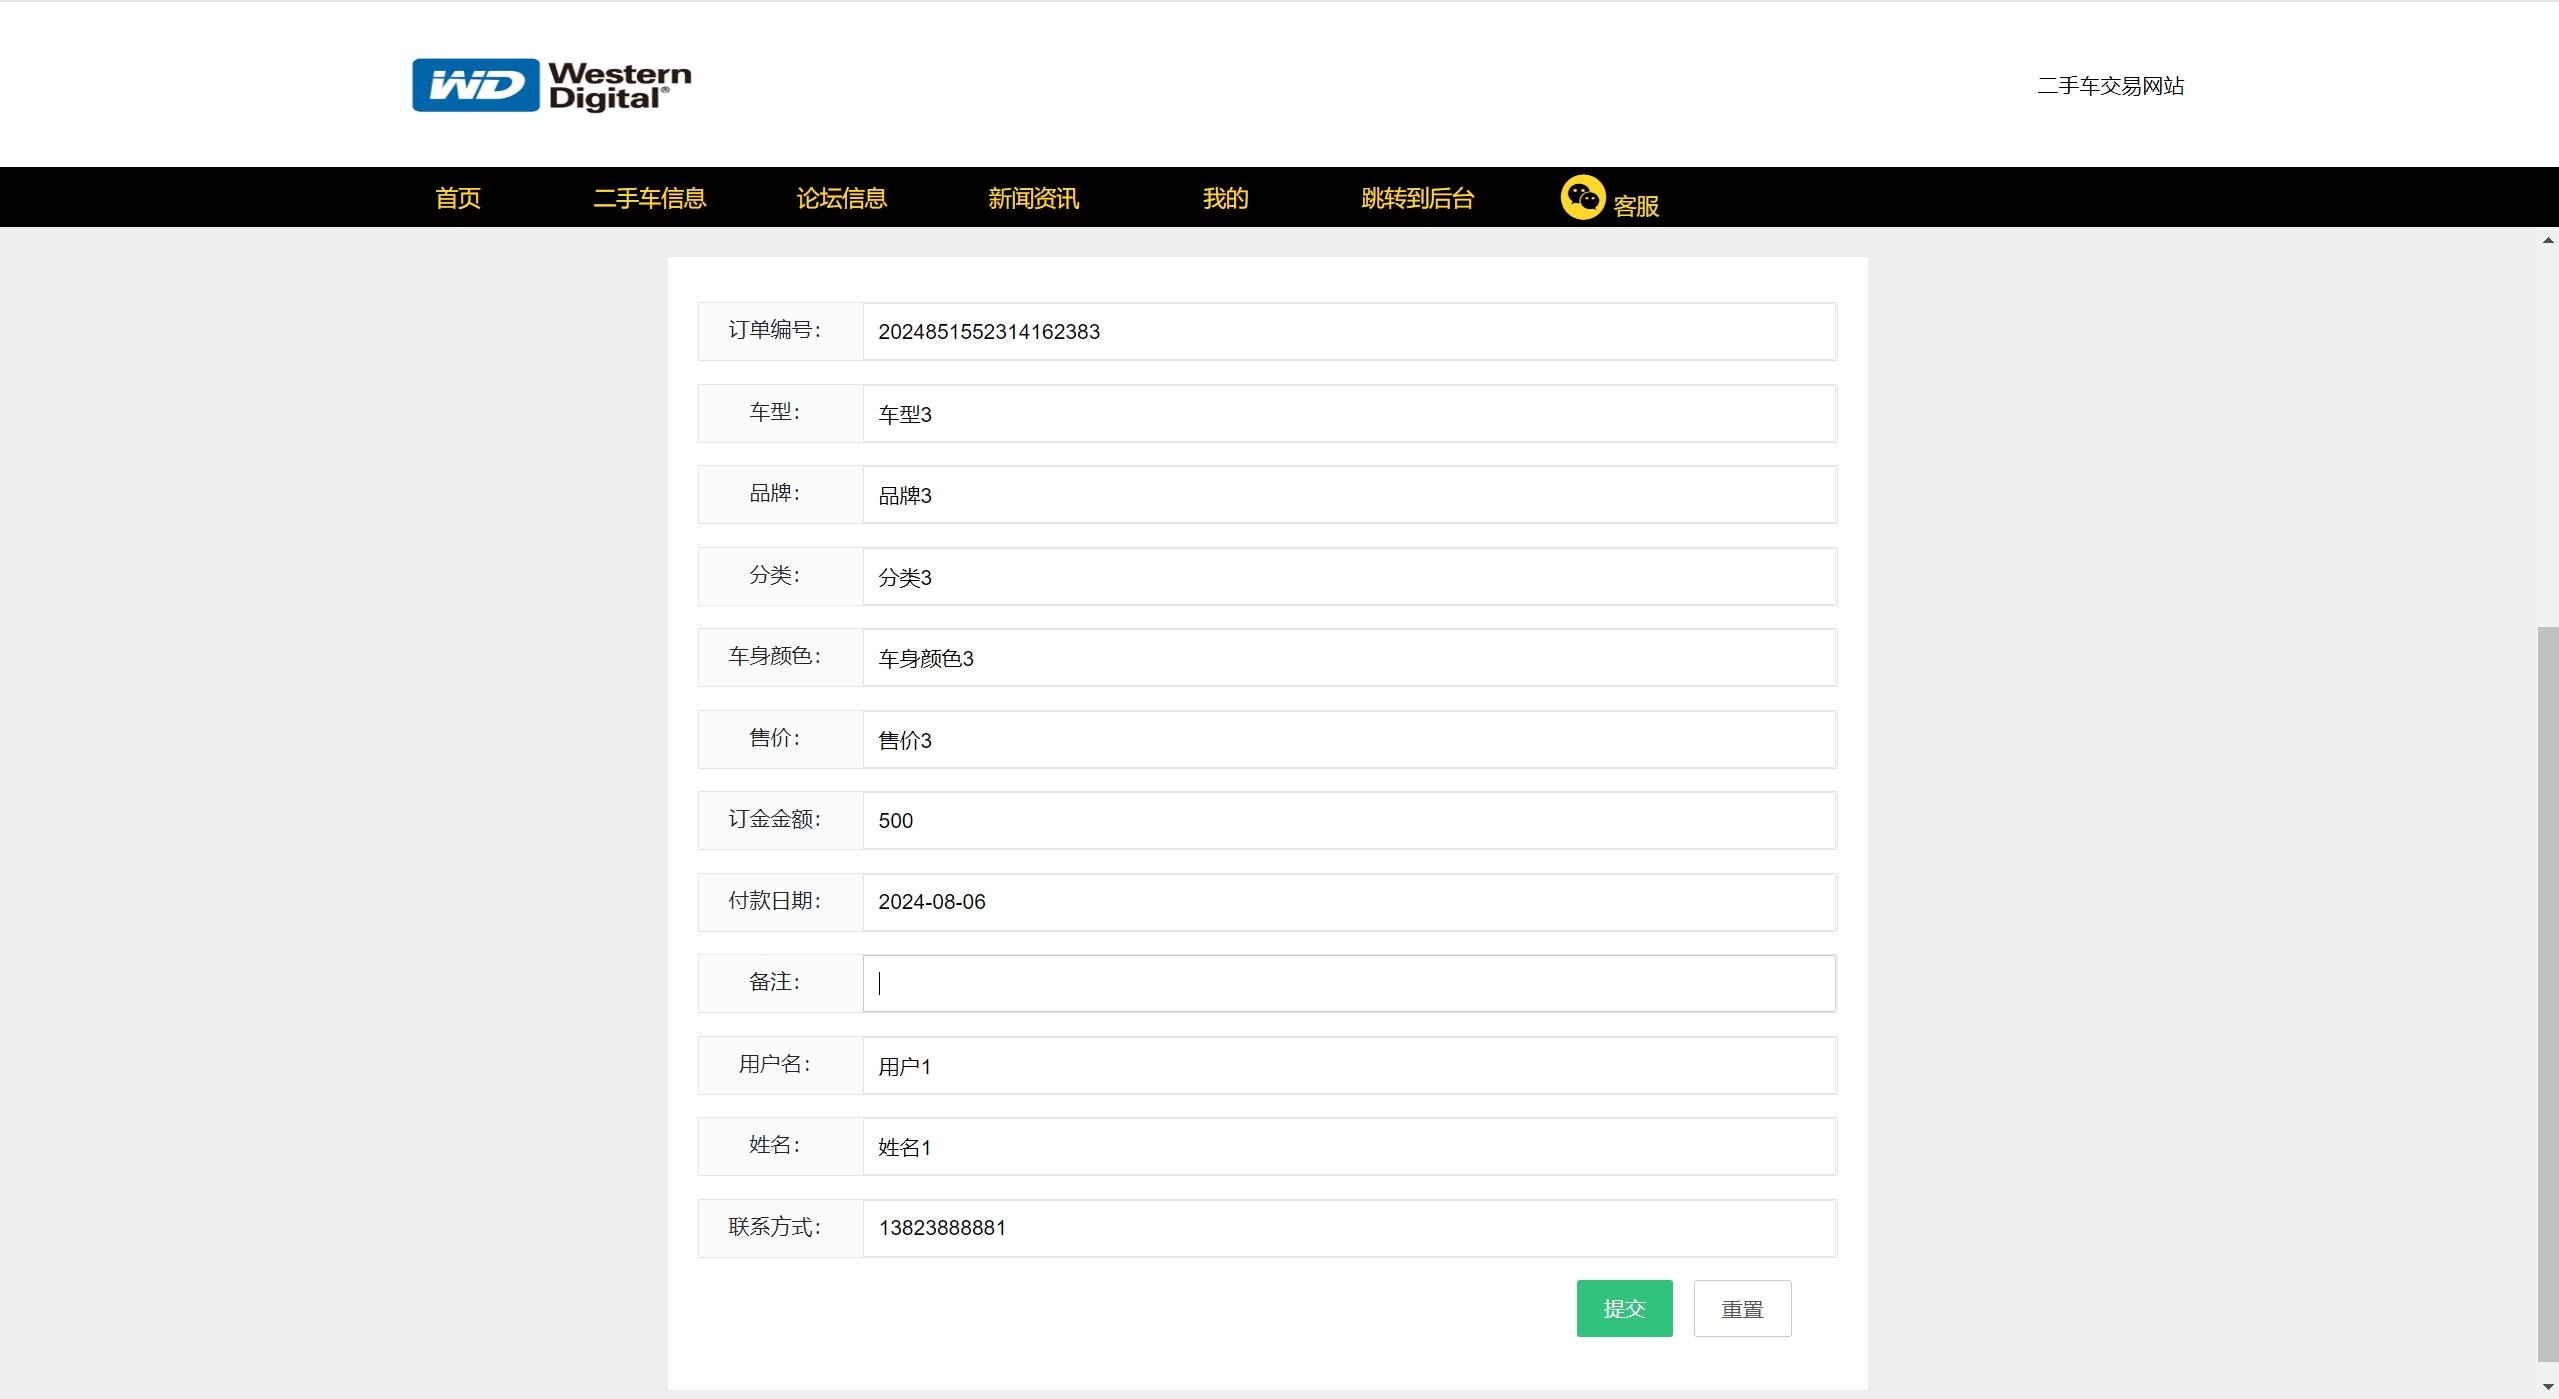 WD Western
Digital®
二手车交易网站
首页 二手车信息 论坛信息 新闻资讯 我的 跳转到后台 客服
订单编号： 2024851552314162383
车型： 车型3
品牌： 品牌3
分类： 分类3
车身颜色： 车身颜色3
售价： 售价3
订金金额： 500
付款日期： 2024-08-06
备注：
用户名： 用户1
姓名： 姓名1
联系方式： 13823888881
提交 重置